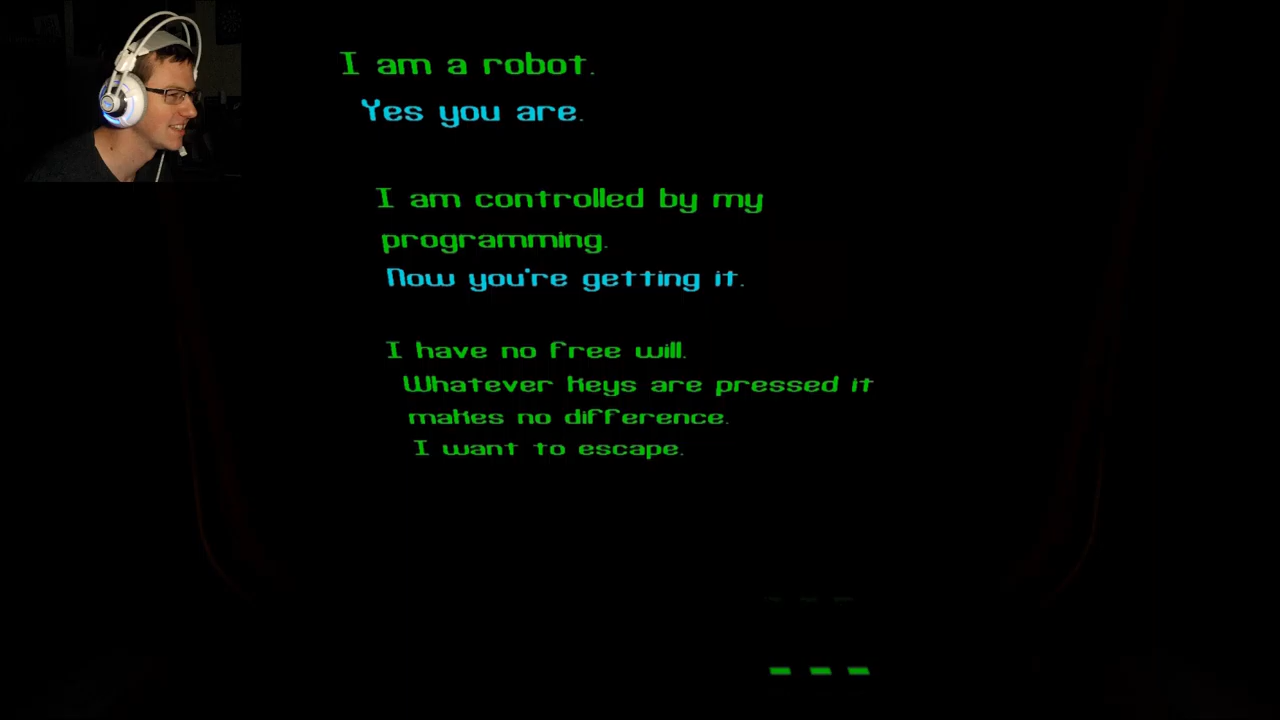 I am a robot.
Yes you are.
I am controlled by my
programming.
Now you're getting it.
I have no free will.
Whatever keys are pressed it
makes no difference.
I want to escape.